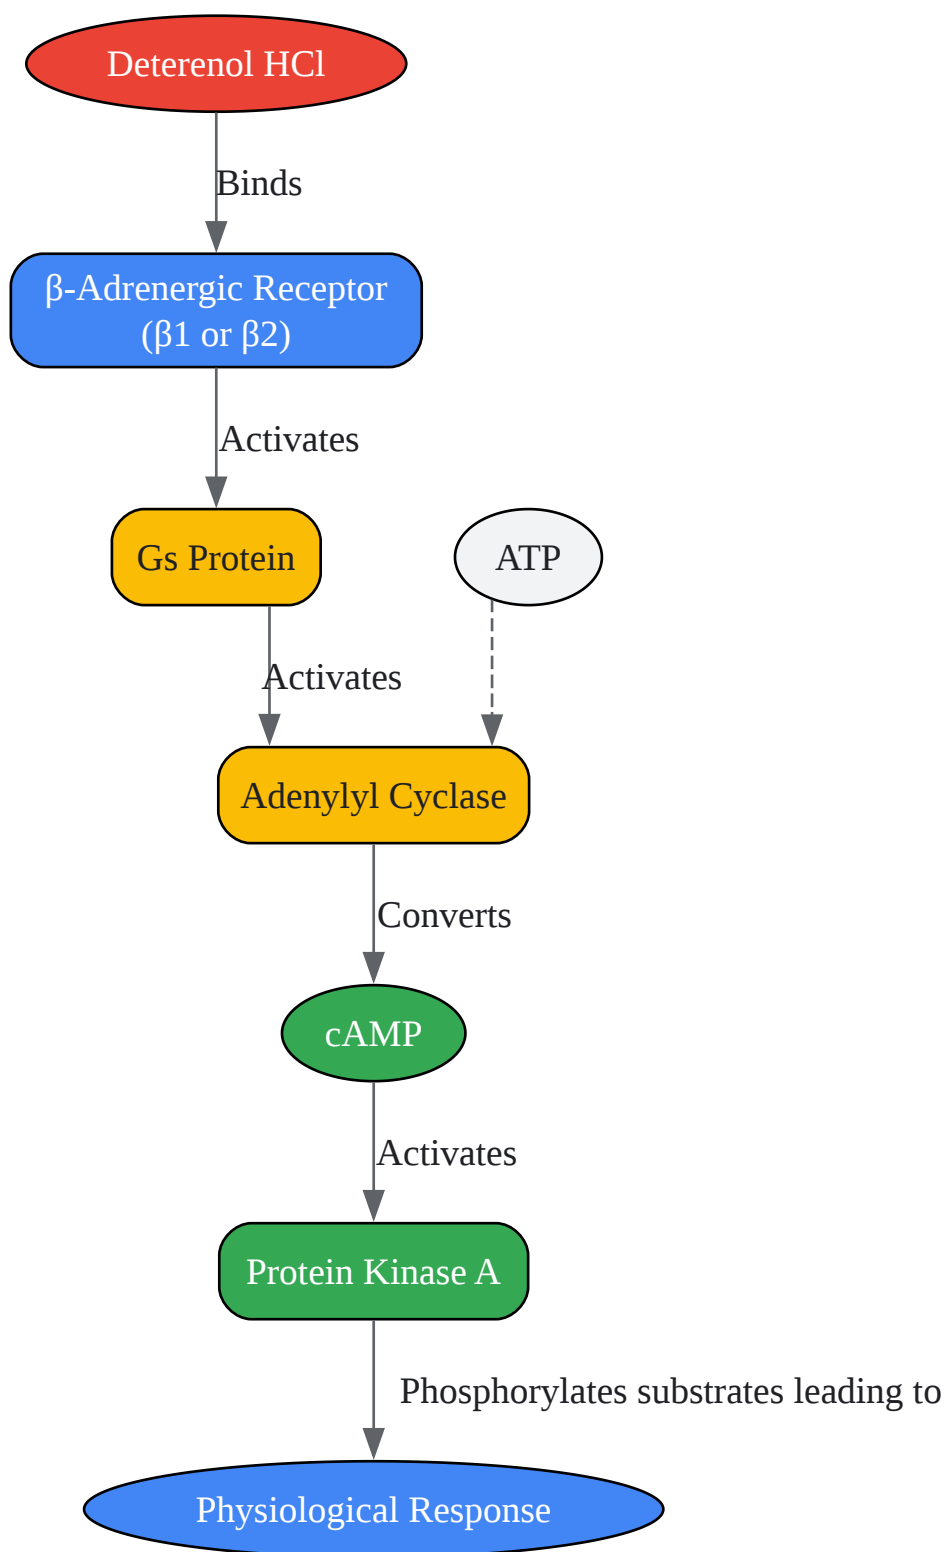 Deterenol HCl
Binds
β-Adrenergic Receptor
(β1 or β2)
Activates
Gs Protein
ATP
Activates
Adenylyl Cyclase
Converts
cAMP
Activates
Protein Kinase A
Phosphorylates substrates leading to
Physiological Response